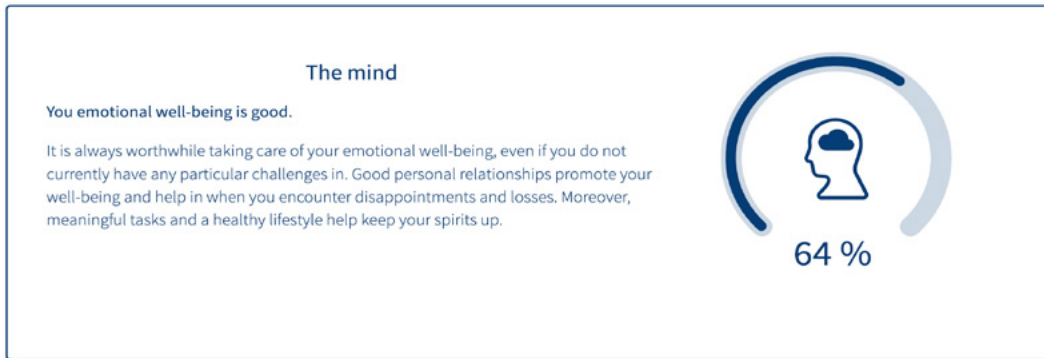 The mind
You emotional well-being is good.
It is always worthwhile taking care of your emotional well-being, even if you do not
currently have any particular challenges in. Good personal relationships promote your
well-being and help in when you encounter disappointments and losses. Moreover,
meaningful tasks and a healthy lifestyle help keep your spirits up.
64 %